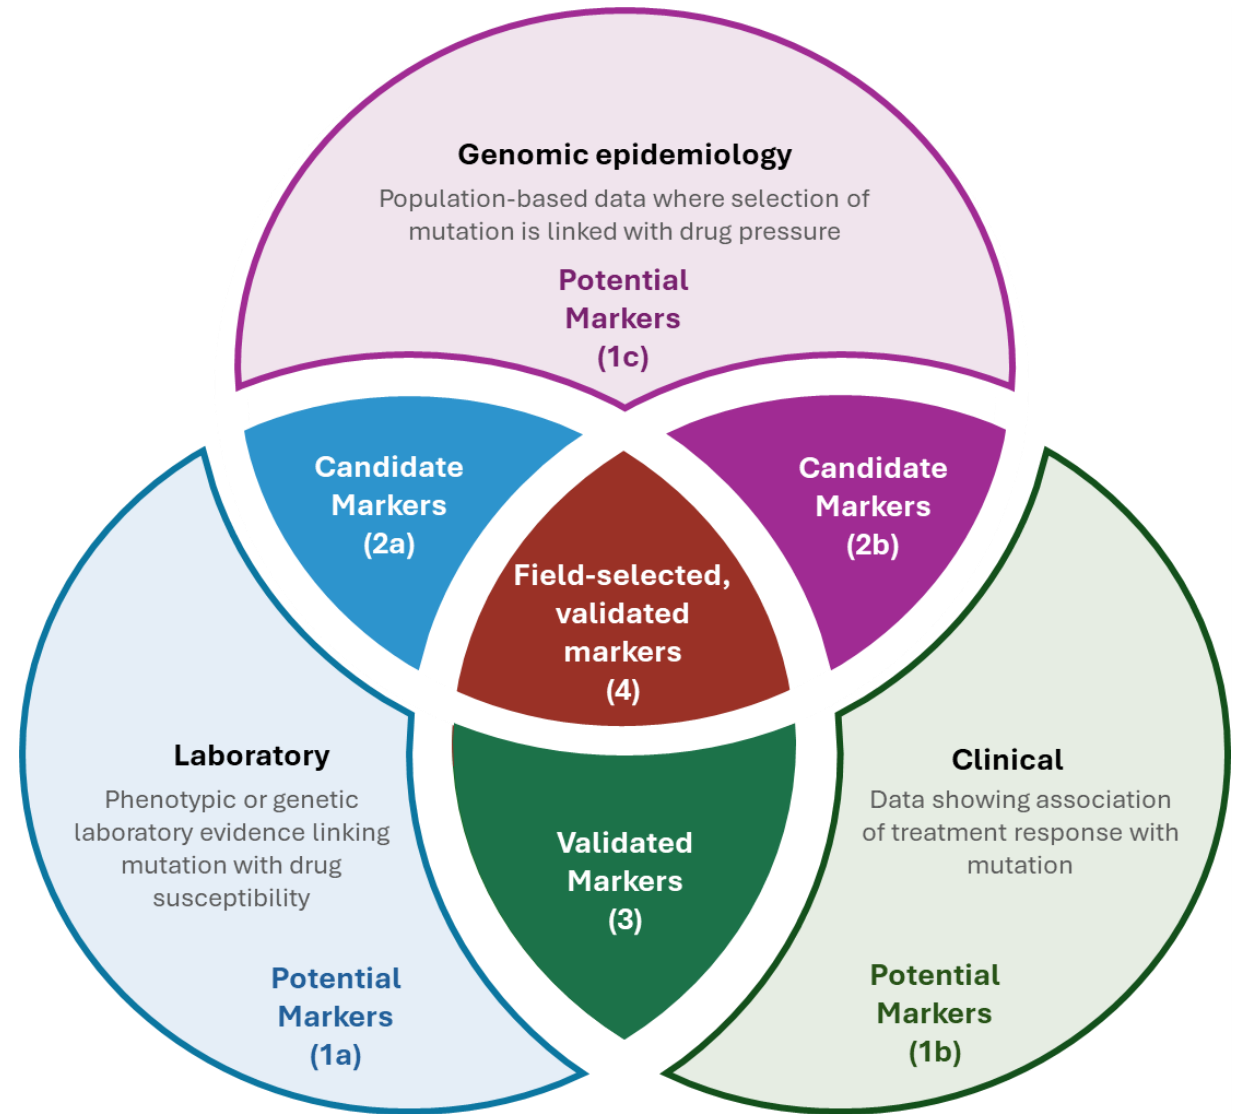 Genomic epidemiology
Population-based data where selection of
mutation is linked with drug pressure
Potential
Markers
(1c)
Candidate
Markers
(2a)
Candidate
Markers
(2b)
Field-selected,
validated
markers
(4)
Laboratory
Phenotypic or genetic
laboratory evidence linking
mutation with drug
susceptibility
Potential
Markers
(1a)
Validated
Markers
(3)
Clinical
Data showing association
of treatment response with
mutation
Potential
Markers
(1b)